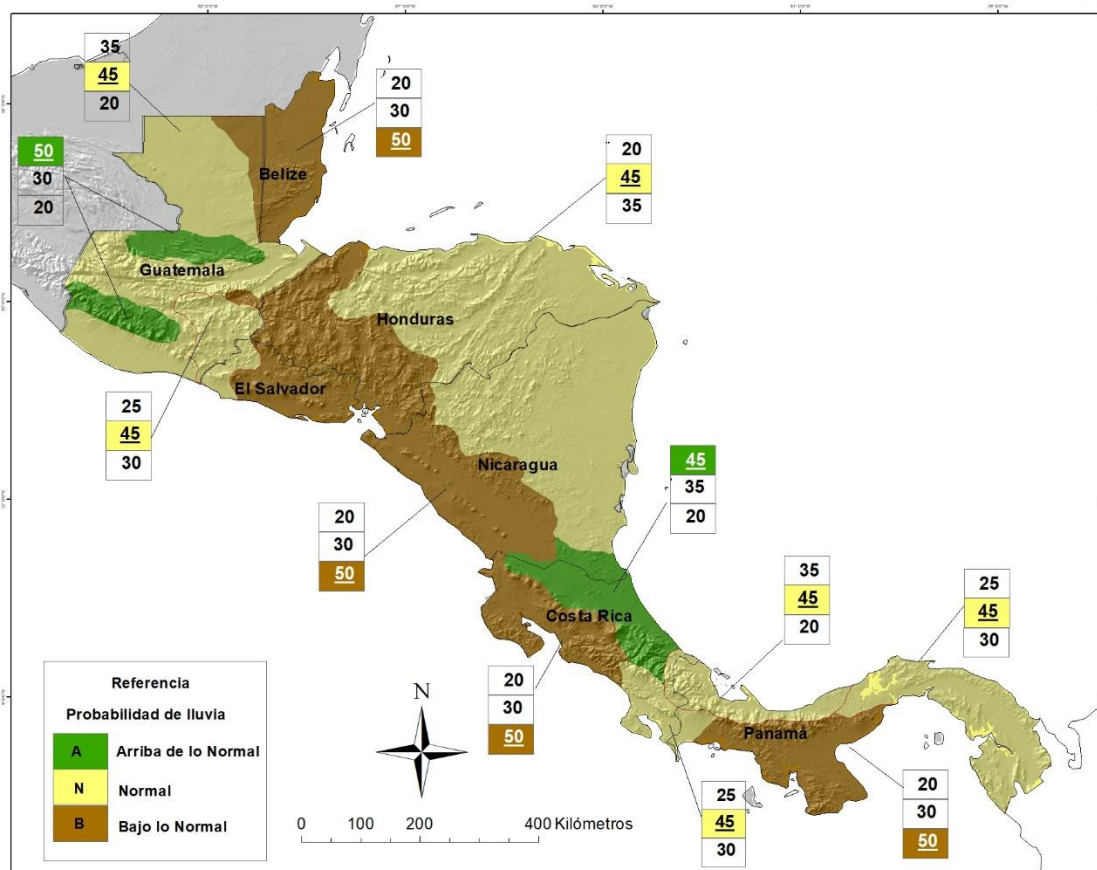 35
45
20
20
30
50
50
30
20
20
45
35
Belize
Guatemala
Honduras
El Salvador
25
45
30
Nicaragua
45
35
20
20
30
50
Costa Rica
35
45
20
25
45
30
20
30
50
Panamá
25
45
30
20
30
50
N
Referencia
Probabilidad de lluvia
A Arriba de lo Normal
N Normal
B Bajo lo Normal
0 100 200 400 Kilómetros